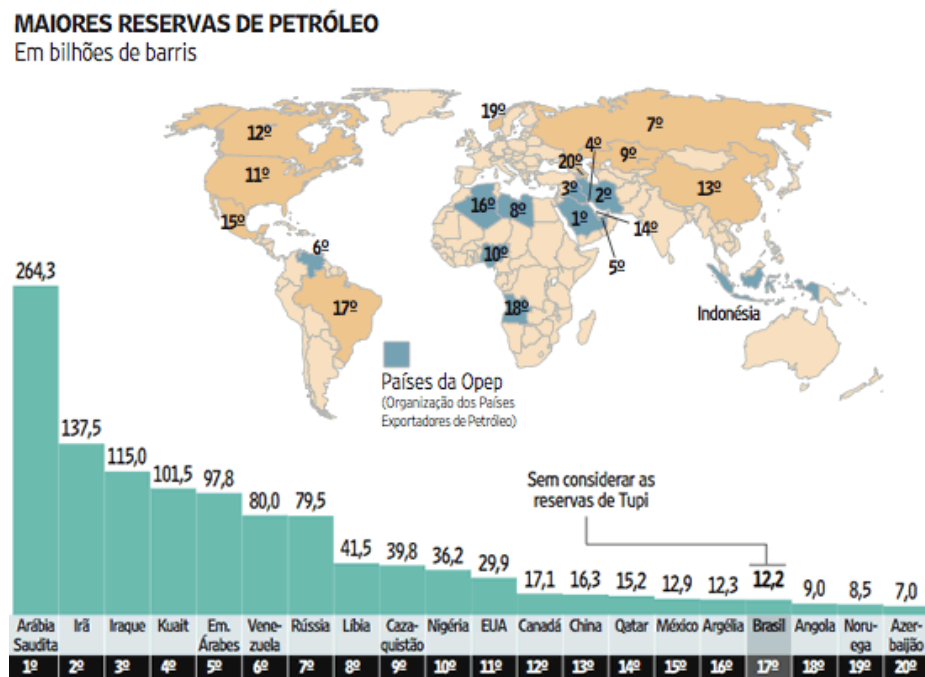 MAIORES RESERVAS DE PETRÓLEO
Em bilhões de barris
19º
12º
7º
4º
20º
9º
11º
3º
2º
13º
16º
8º
1º
15º
14º
6º
10º
5º
17º
18º
Indonésia
Países da Opep
(Organização dos Países
Exportadores de Petróleo)
Sem considerar as
reservas de Tupi
264,3 137,5 115,0 101,5 97,8 80,0 79,5 41,5 39,8 36,2 29,9 17,1 16,3 15,2 12,9 12,3 12,2 9,0 8,5 7,0
Arábia Irã Iraque Kuait Em. Vene- Rússia Líbia Caza- Nigéria EUA Canadá China Qatar México Argélia Brasil Angola Noru- Azer-
Saudita Árabes zuela quistão ega baijão
1º 2º 3º 4º 5º 6º 7º 8º 9º 10º 11º 12º 13º 14º 15º 16º 17º 18º 19º 20º